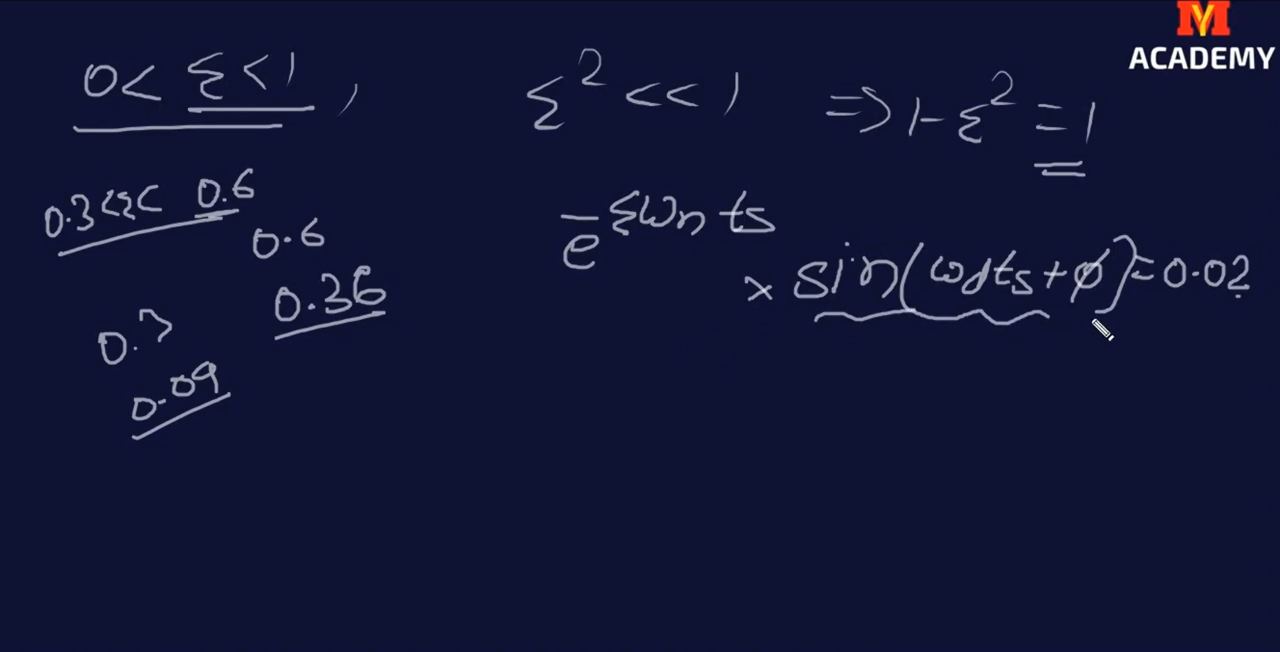 M
ACADEMY
0 < ξ < 1 ,
ξ² << 1 ⇒ 1 - ξ² = 1
0.3 < ξ < 0.6
0.6
0.36
0.3
0.09
e^-ξωn ts
× sin(ωd ts + φ) = 0.02